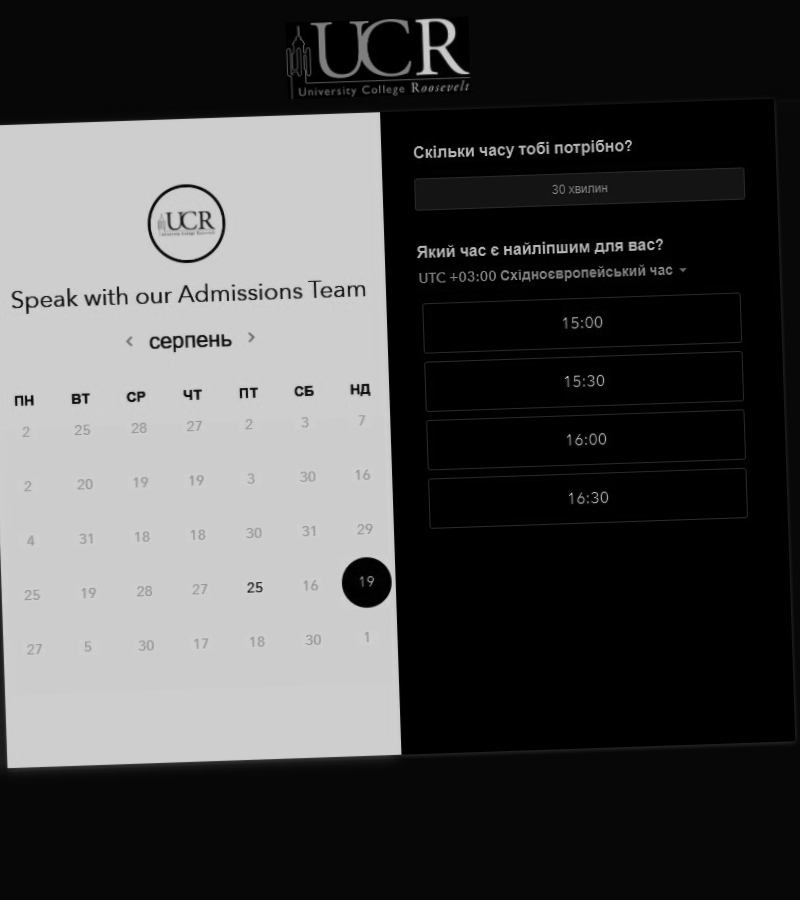 UCR
University College Roosevelt
UCR
University College Roosevelt
Speak with our Admissions Team
серпень
ПН ВТ СР ЧТ ПТ СБ НД
2 25 28 27 2 3 7
2 20 19 19 3 30 16
4 31 18 18 30 31 29
25 19 28 27 25 16 19
27 5 30 17 18 30 1
Скільки часу тобі потрібно?
30 хвилин
Який час є найліпшим для вас?
UTC +03:00 Східноєвропейський час
15:00
15:30
16:00
16:30